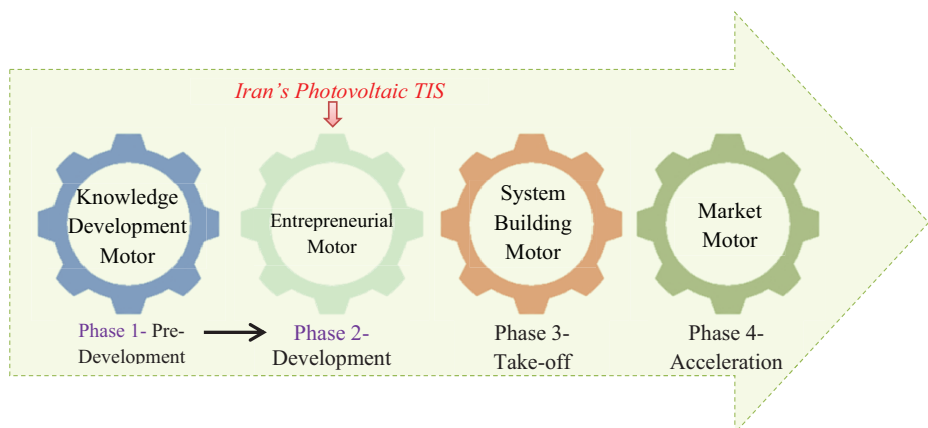 Iran's Photovoltaic TIS
Knowledge
Development
Motor
Entrepreneurial
Motor
System
Building
Motor
Market
Motor
Phase 1- Pre-
Development
Phase 2-
Development
Phase 3-
Take-off
Phase 4-
Acceleration